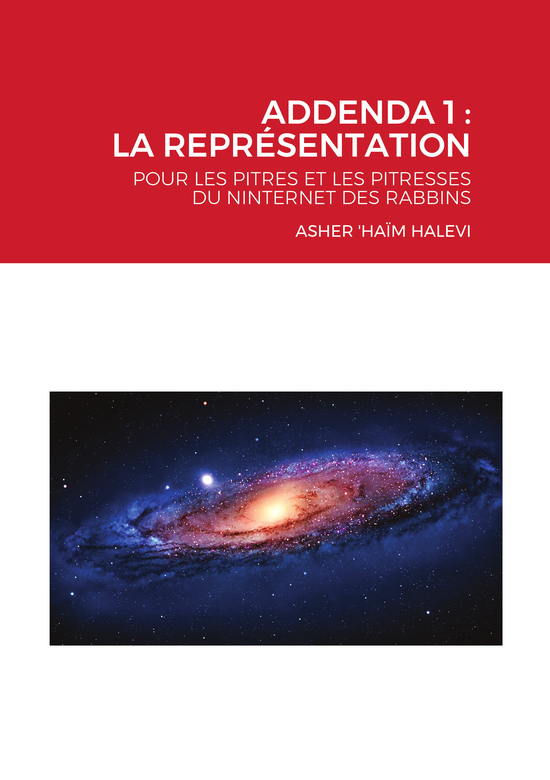 ADDENDA 1 :
LA REPRÉSENTATION
POUR LES PITRES ET LES PITRESSES
DU NINTERNET DES RABBINS
ASHER 'HAÏM HALEVI